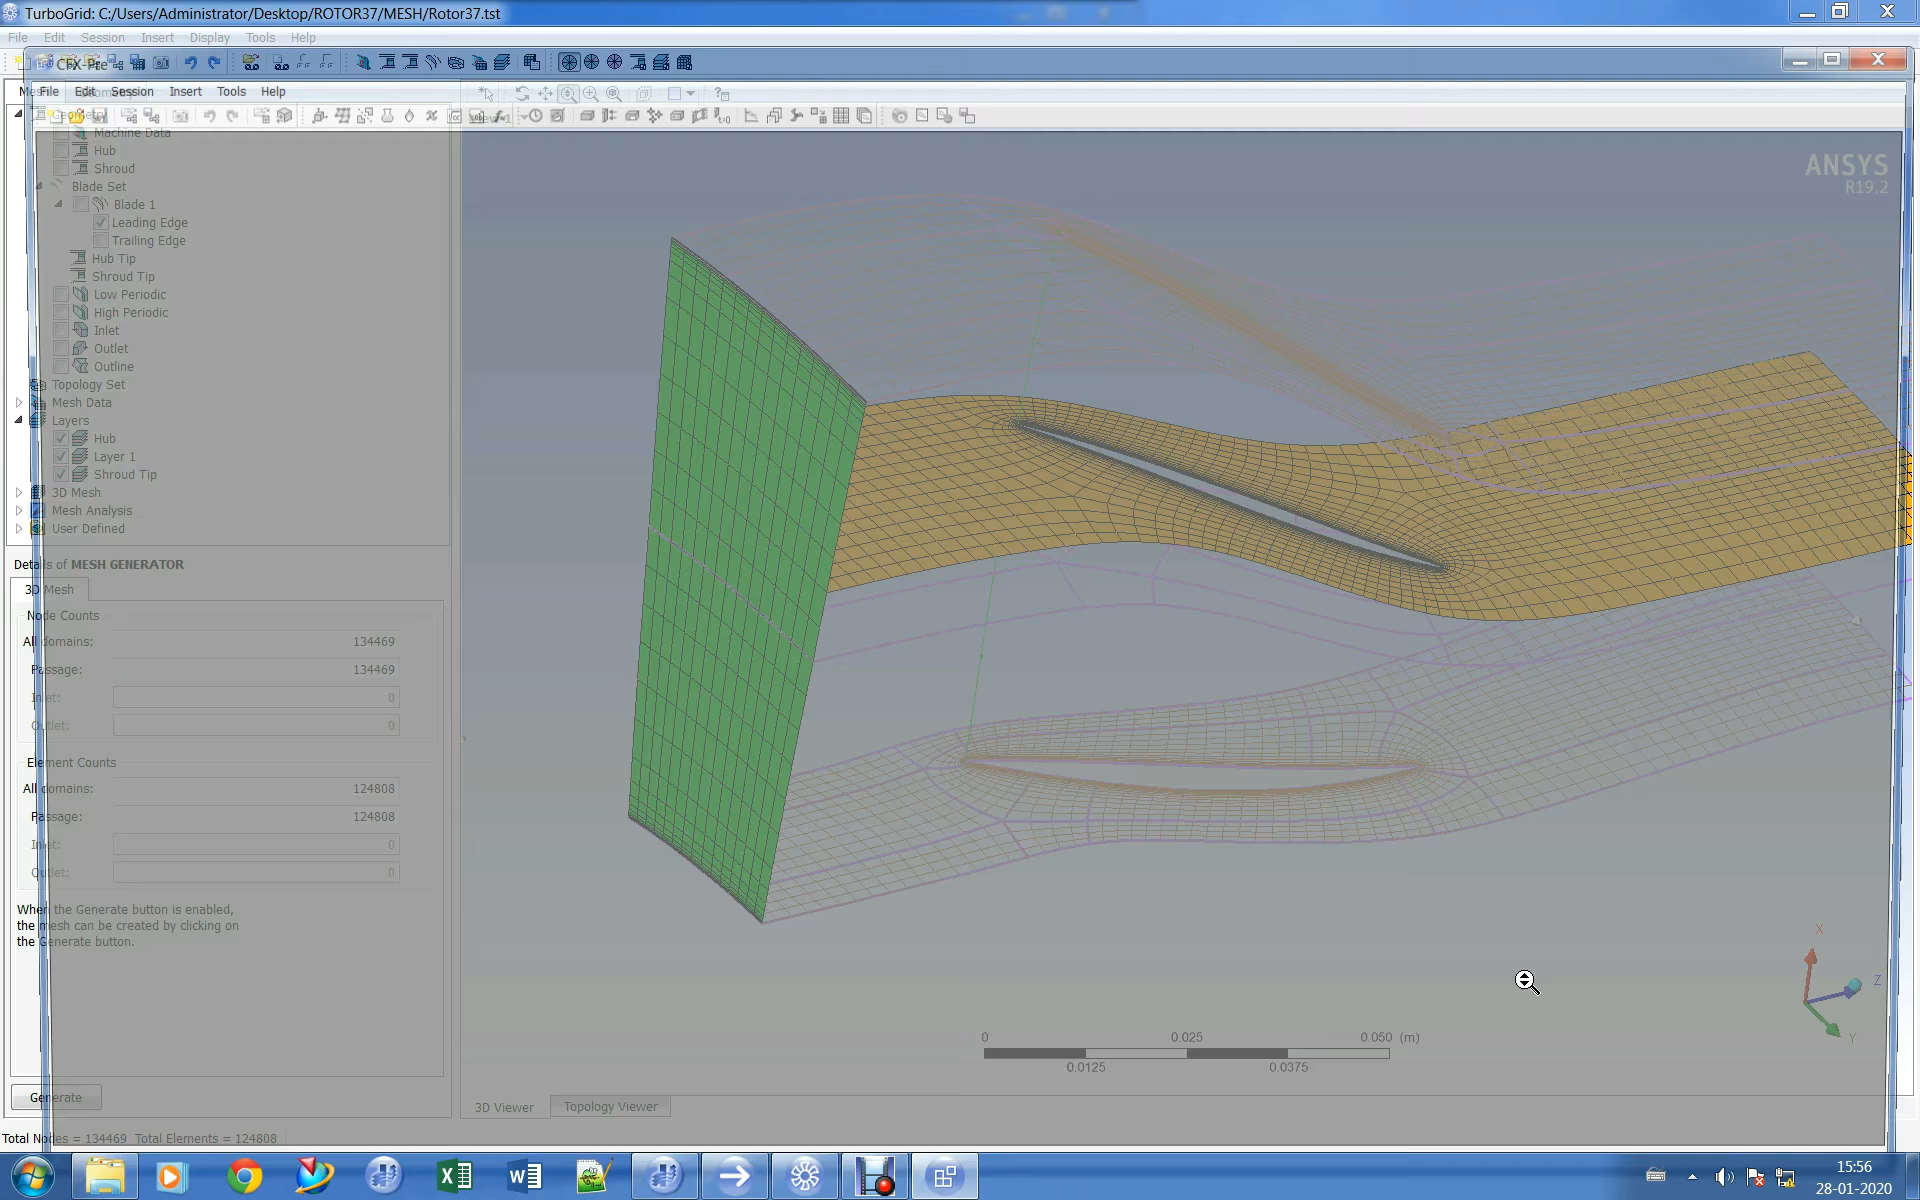 TurboGrid: C:/Users/Administrator/Desktop/ROTOR37/MESH/Rotor37.tst
File Edit Session Insert Display Tools Help
CFX-Pre
File Edit Session Insert Tools Help
ANSYS
R19.2
Machine Data
Hub
Shroud
Blade Set
Blade 1
Leading Edge
Trailing Edge
Hub Tip
Shroud Tip
Low Periodic
High Periodic
Inlet
Outlet
Outline
Topology Set
Mesh Data
Layers
Hub
Layer 1
Shroud Tip
3D Mesh
Mesh Analysis
User Defined
Details of MESH GENERATOR
3D Mesh
Node Counts
All domains: 134469
Passage: 134469
Inlet: 0
Outlet: 0
Element Counts
All domains: 124808
Passage: 124808
Inlet: 0
Outlet: 0
When the Generate button is enabled,
the mesh can be created by clicking on
the Generate button.
X
Z
Y
0 0.025 0.050 (m)
0.0125 0.0375
Generate
3D Viewer Topology Viewer
Total Nodes = 134469 Total Elements = 124808
15:56
28-01-2020